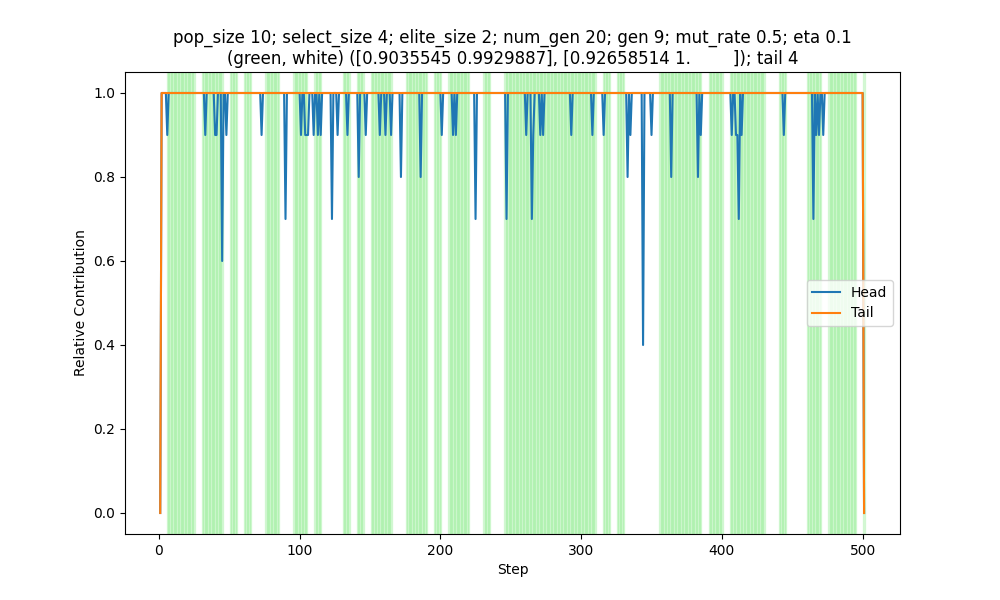 pop_size 10; select_size 4; elite_size 2; num_gen 20; gen 9; mut_rate 0.5; eta 0.1
(green, white) ([0.9035545 0.9929887], [0.92658514 1.        ]); tail 4
1.0
0.8
0.6
0.4
0.2
0.0
Relative Contribution
Head
Tail
0
100
200
300
400
500
Step